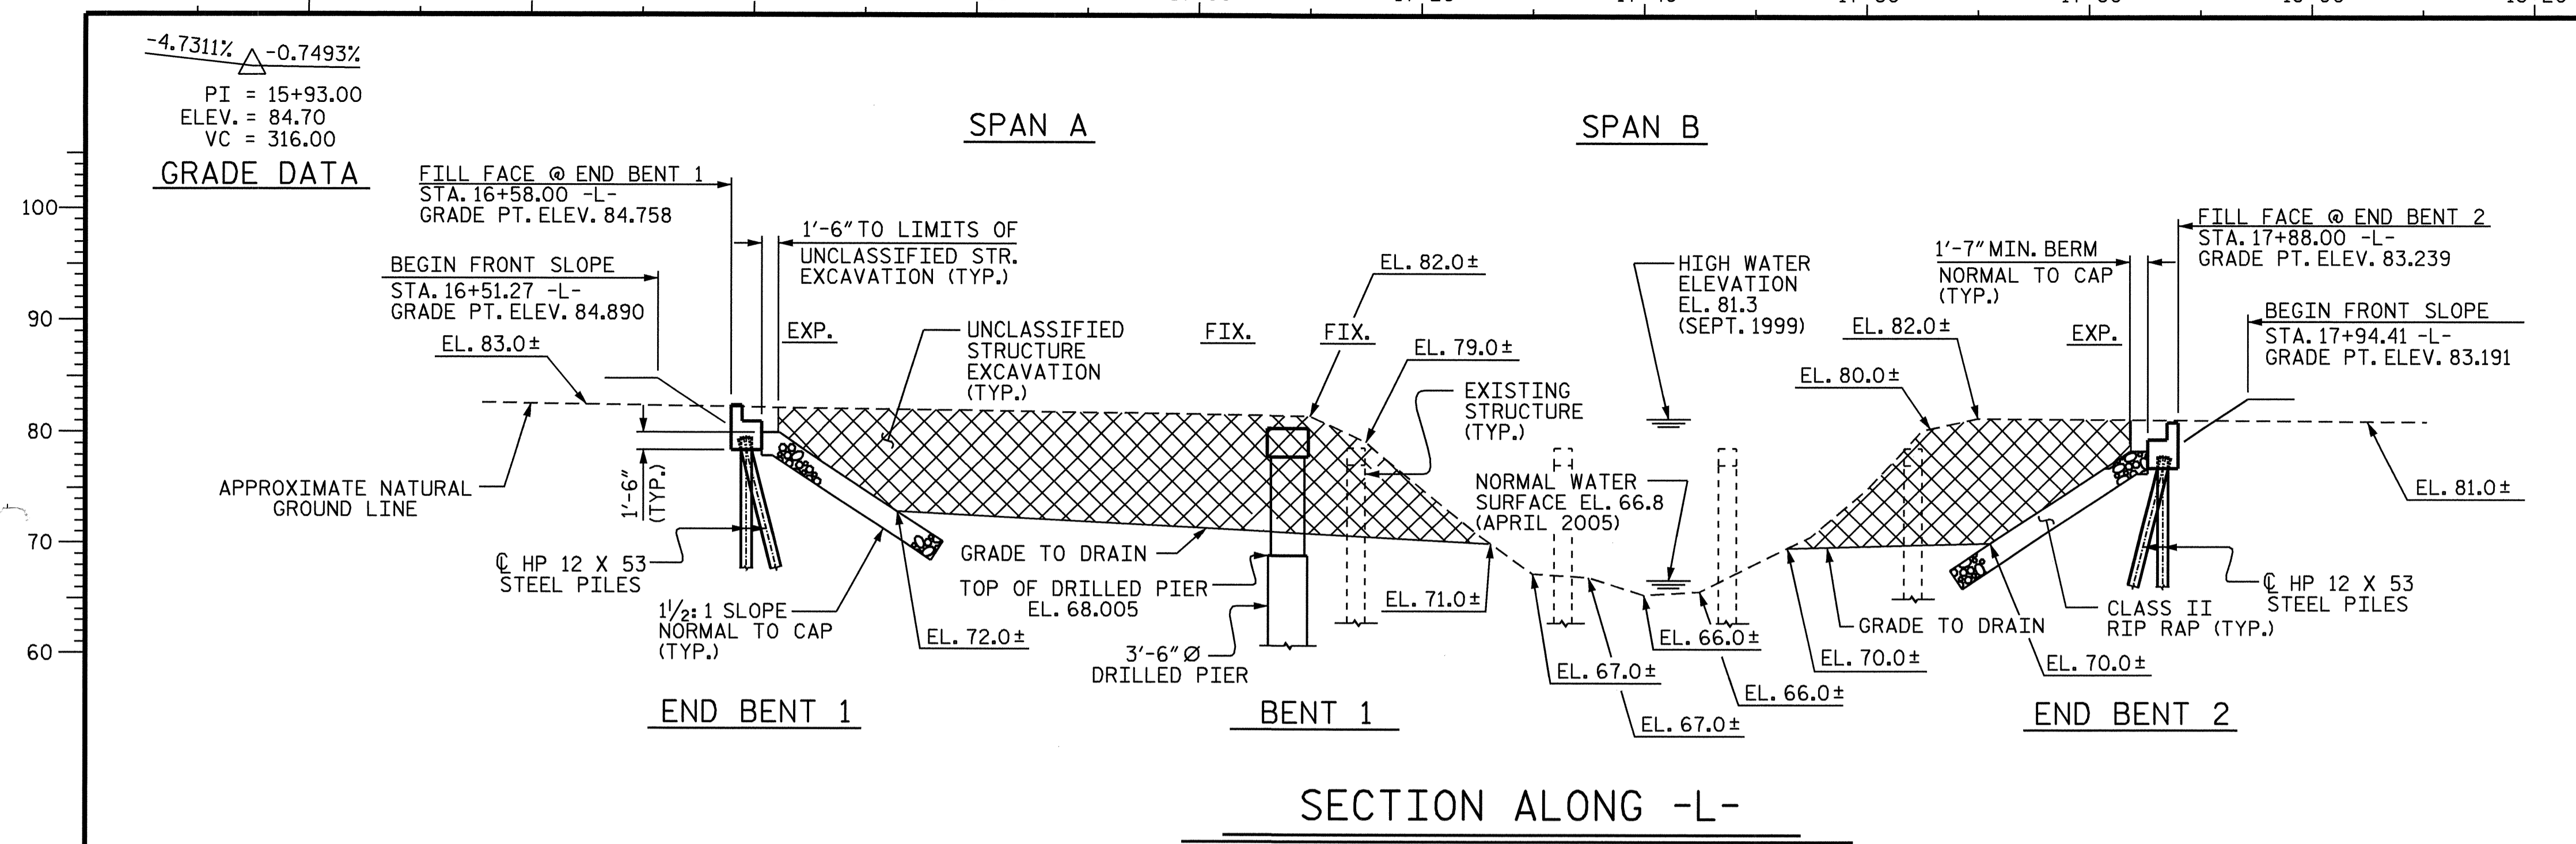 -4.7311%
-0.7493%
PI = 15+93.00
ELEV. = 84.70
VC = 316.00
GRADE DATA
SPAN A
SPAN B
FILL FACE @ END BENT 1
STA. 16+58.00 -L-
GRADE PT. ELEV. 84.758
BEGIN FRONT SLOPE
STA. 16+51.27 -L-
GRADE PT. ELEV. 84.890
EL. 83.0±
1'-6" TO LIMITS OF
UNCLASSIFIED STR.
EXCAVATION (TYP.)
EXP.
UNCLASSIFIED
STRUCTURE
EXCAVATION
(TYP.)
FIX.
FIX.
EL. 82.0±
EL. 79.0±
EXISTING
STRUCTURE
(TYP.)
HIGH WATER
ELEVATION
EL. 81.3
(SEPT. 1999)
NORMAL WATER
SURFACE EL. 66.8
(APRIL 2005)
EL. 82.0±
EL. 80.0±
1'-7" MIN. BERM
NORMAL TO CAP
(TYP.)
EXP.
FILL FACE @ END BENT 2
STA. 17+88.00 -L-
GRADE PT. ELEV. 83.239
BEGIN FRONT SLOPE
STA. 17+94.41 -L-
GRADE PT. ELEV. 83.191
EL. 81.0±
100
90
80
70
60
APPROXIMATE NATURAL
GROUND LINE
1'-6"
(TYP.)
℄ HP 12 X 53
STEEL PILES
1½:1 SLOPE
NORMAL TO CAP
(TYP.)
EL. 72.0±
GRADE TO DRAIN
TOP OF DRILLED PIER
EL. 68.005
3'-6" Ø
DRILLED PIER
EL. 71.0±
EL. 67.0±
EL. 67.0±
EL. 66.0±
EL. 66.0±
EL. 70.0±
GRADE TO DRAIN
EL. 70.0±
CLASS II
RIP RAP (TYP.)
℄ HP 12 X 53
STEEL PILES
END BENT 1
BENT 1
END BENT 2
SECTION ALONG -L-